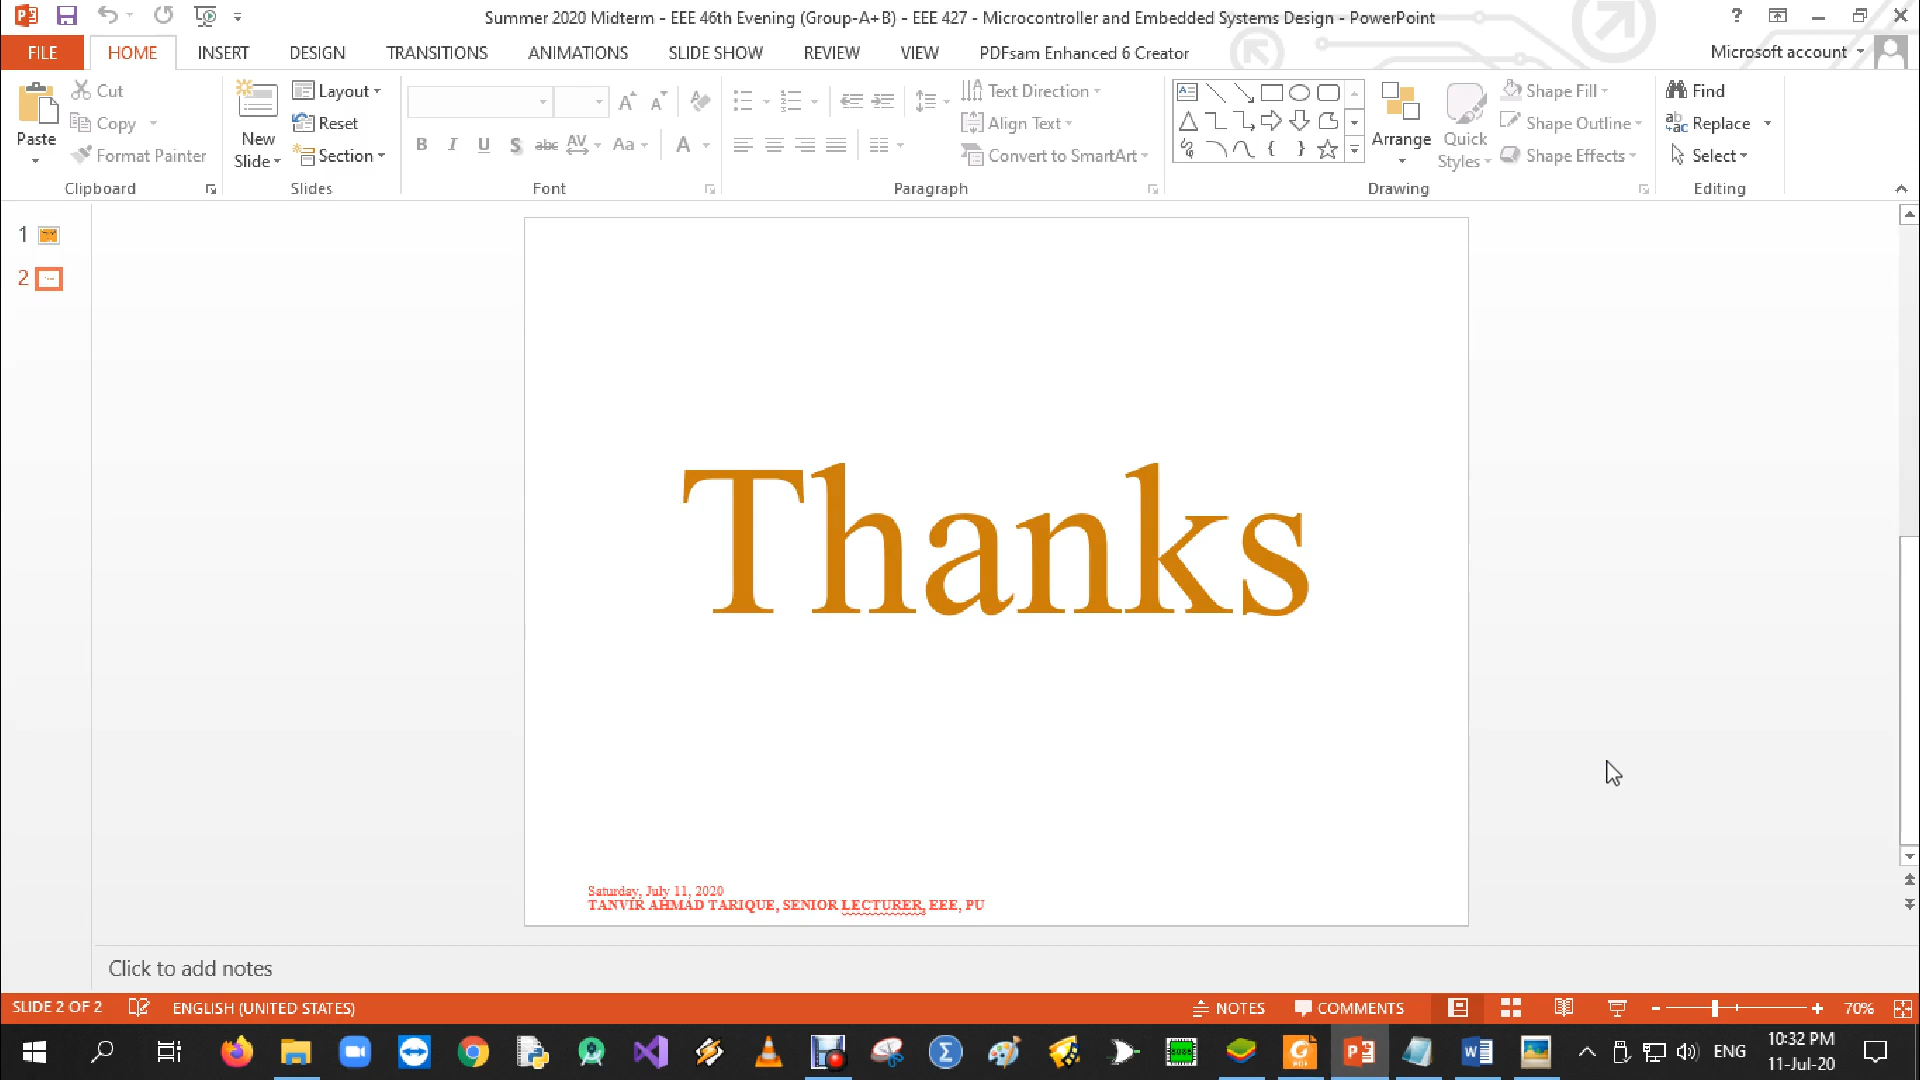 Summer 2020 Midterm - EEE 46th Evening (Group-A+B) - EEE 427 - Microcontroller and Embedded Systems Design - PowerPoint
?
FILE HOME INSERT DESIGN TRANSITIONS ANIMATIONS SLIDE SHOW REVIEW VIEW PDFsam Enhanced 6 Creator Microsoft account
Paste
Cut
Copy
Format Painter
Clipboard
New
Slide
Layout
Reset
Section
Slides
B I U S abc AV Aa A
Font
Text Direction
Align Text
Convert to SmartArt
Paragraph
Arrange
Quick
Styles
Shape Fill
Shape Outline
Shape Effects
Drawing
Find
Replace
Select
Editing
1
2
Thanks
Saturday, July 11, 2020
TANVIR AHMAD TARIQUE, SENIOR LECTURER, EEE, PU
Click to add notes
SLIDE 2 OF 2 ENGLISH (UNITED STATES) NOTES COMMENTS 70%
ENG
10:32 PM
11-Jul-20